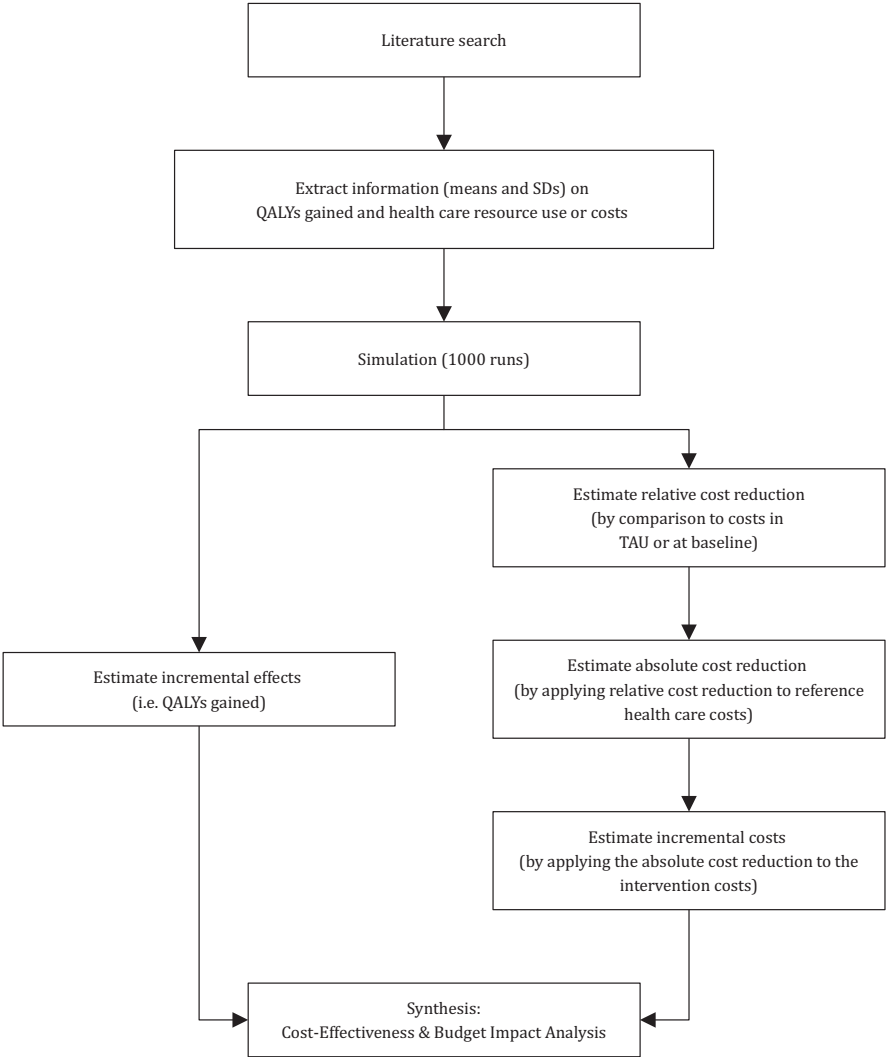 Literature search
Extract information (means and SDs) on
QALYs gained and health care resource use or costs
Simulation (1000 runs)
Estimate relative cost reduction
(by comparison to costs in
TAU or at baseline)
Estimate incremental effects
(i.e. QALYs gained)
Estimate absolute cost reduction
(by applying relative cost reduction to reference
health care costs)
Estimate incremental costs
(by applying the absolute cost reduction to the
intervention costs)
Synthesis:
Cost-Effectiveness & Budget Impact Analysis